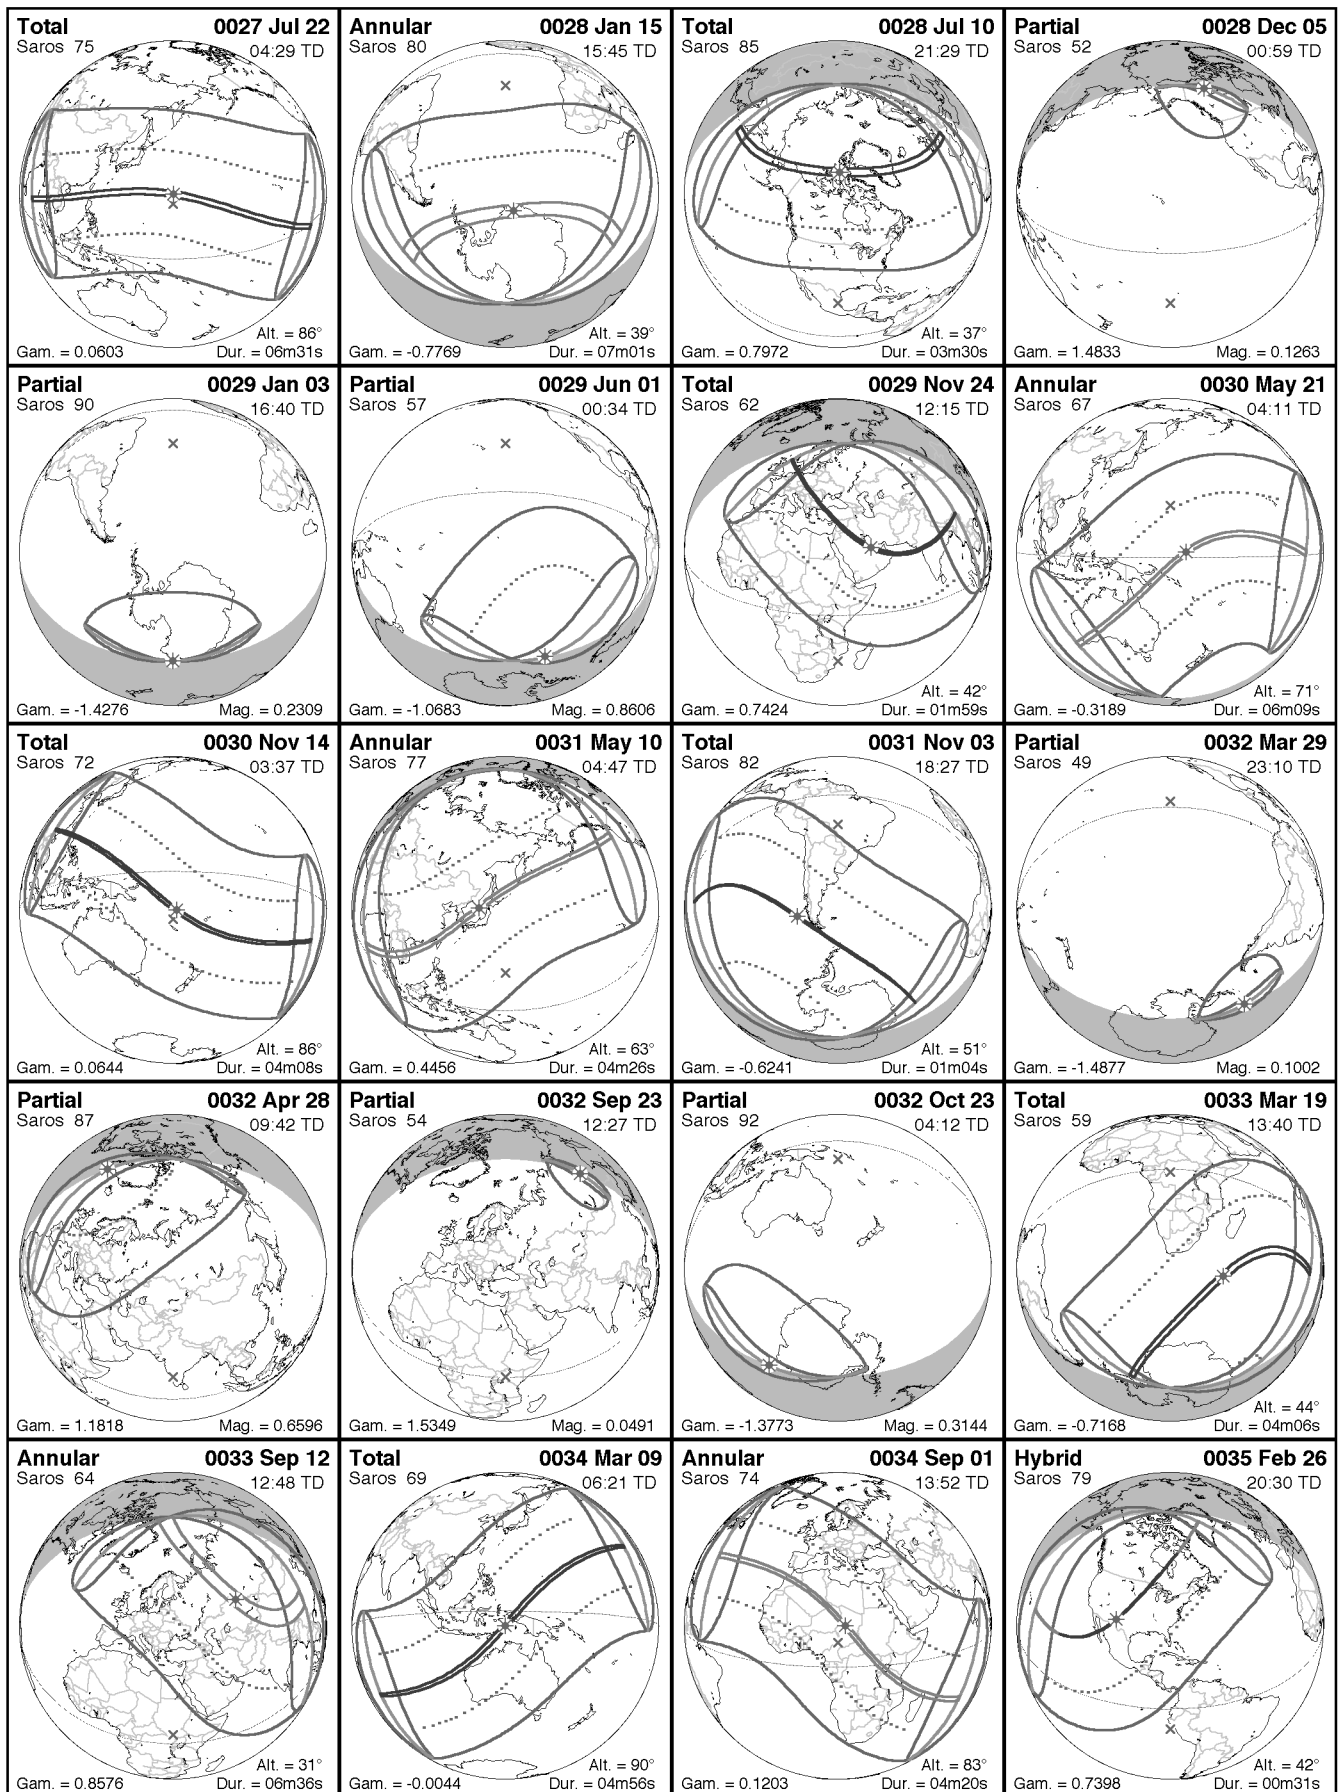 Total 0027 Jul 22
Saros 75 04:29 TD
Alt. = 86°
Gam. = 0.0603 Dur. = 06m31s
Annular 0028 Jan 15
Saros 80 15:45 TD
Alt. = 39°
Gam. = -0.7769 Dur. = 07m01s
Total 0028 Jul 10
Saros 85 21:29 TD
Alt. = 37°
Gam. = 0.7972 Dur. = 03m30s
Partial 0028 Dec 05
Saros 52 00:59 TD
Gam. = 1.4833 Mag. = 0.1263
Partial 0029 Jan 03
Saros 90 16:40 TD
Gam. = -1.4276 Mag. = 0.2309
Partial 0029 Jun 01
Saros 57 00:34 TD
Gam. = -1.0683 Mag. = 0.8606
Total 0029 Nov 24
Saros 62 12:15 TD
Alt. = 42°
Gam. = 0.7424 Dur. = 01m59s
Annular 0030 May 21
Saros 67 04:11 TD
Alt. = 71°
Gam. = -0.3189 Dur. = 06m09s
Total 0030 Nov 14
Saros 72 03:37 TD
Alt. = 86°
Gam. = 0.0644 Dur. = 04m08s
Annular 0031 May 10
Saros 77 04:47 TD
Alt. = 63°
Gam. = 0.4456 Dur. = 04m26s
Total 0031 Nov 03
Saros 82 18:27 TD
Alt. = 51°
Gam. = -0.6241 Dur. = 01m04s
Partial 0032 Mar 29
Saros 49 23:10 TD
Gam. = -1.4877 Mag. = 0.1002
Partial 0032 Apr 28
Saros 87 09:42 TD
Gam. = 1.1818 Mag. = 0.6596
Partial 0032 Sep 23
Saros 54 12:27 TD
Gam. = 1.5349 Mag. = 0.0491
Partial 0032 Oct 23
Saros 92 04:12 TD
Gam. = -1.3773 Mag. = 0.3144
Total 0033 Mar 19
Saros 59 13:40 TD
Alt. = 44°
Gam. = -0.7168 Dur. = 04m06s
Annular 0033 Sep 12
Saros 64 12:48 TD
Alt. = 31°
Gam. = 0.8576 Dur. = 06m36s
Total 0034 Mar 09
Saros 69 06:21 TD
Alt. = 90°
Gam. = -0.0044 Dur. = 04m56s
Annular 0034 Sep 01
Saros 74 13:52 TD
Alt. = 83°
Gam. = 0.1203 Dur. = 04m20s
Hybrid 0035 Feb 26
Saros 79 20:30 TD
Alt. = 42°
Gam. = 0.7398 Dur. = 00m31s